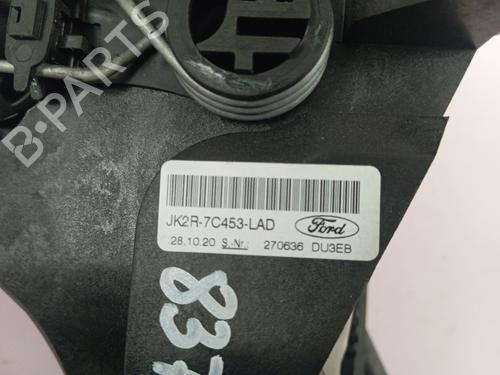 B-PARTS
JK2R-7C453-LAD
Ford
28.10.20 S.-Nr.: 270636 DU3EB